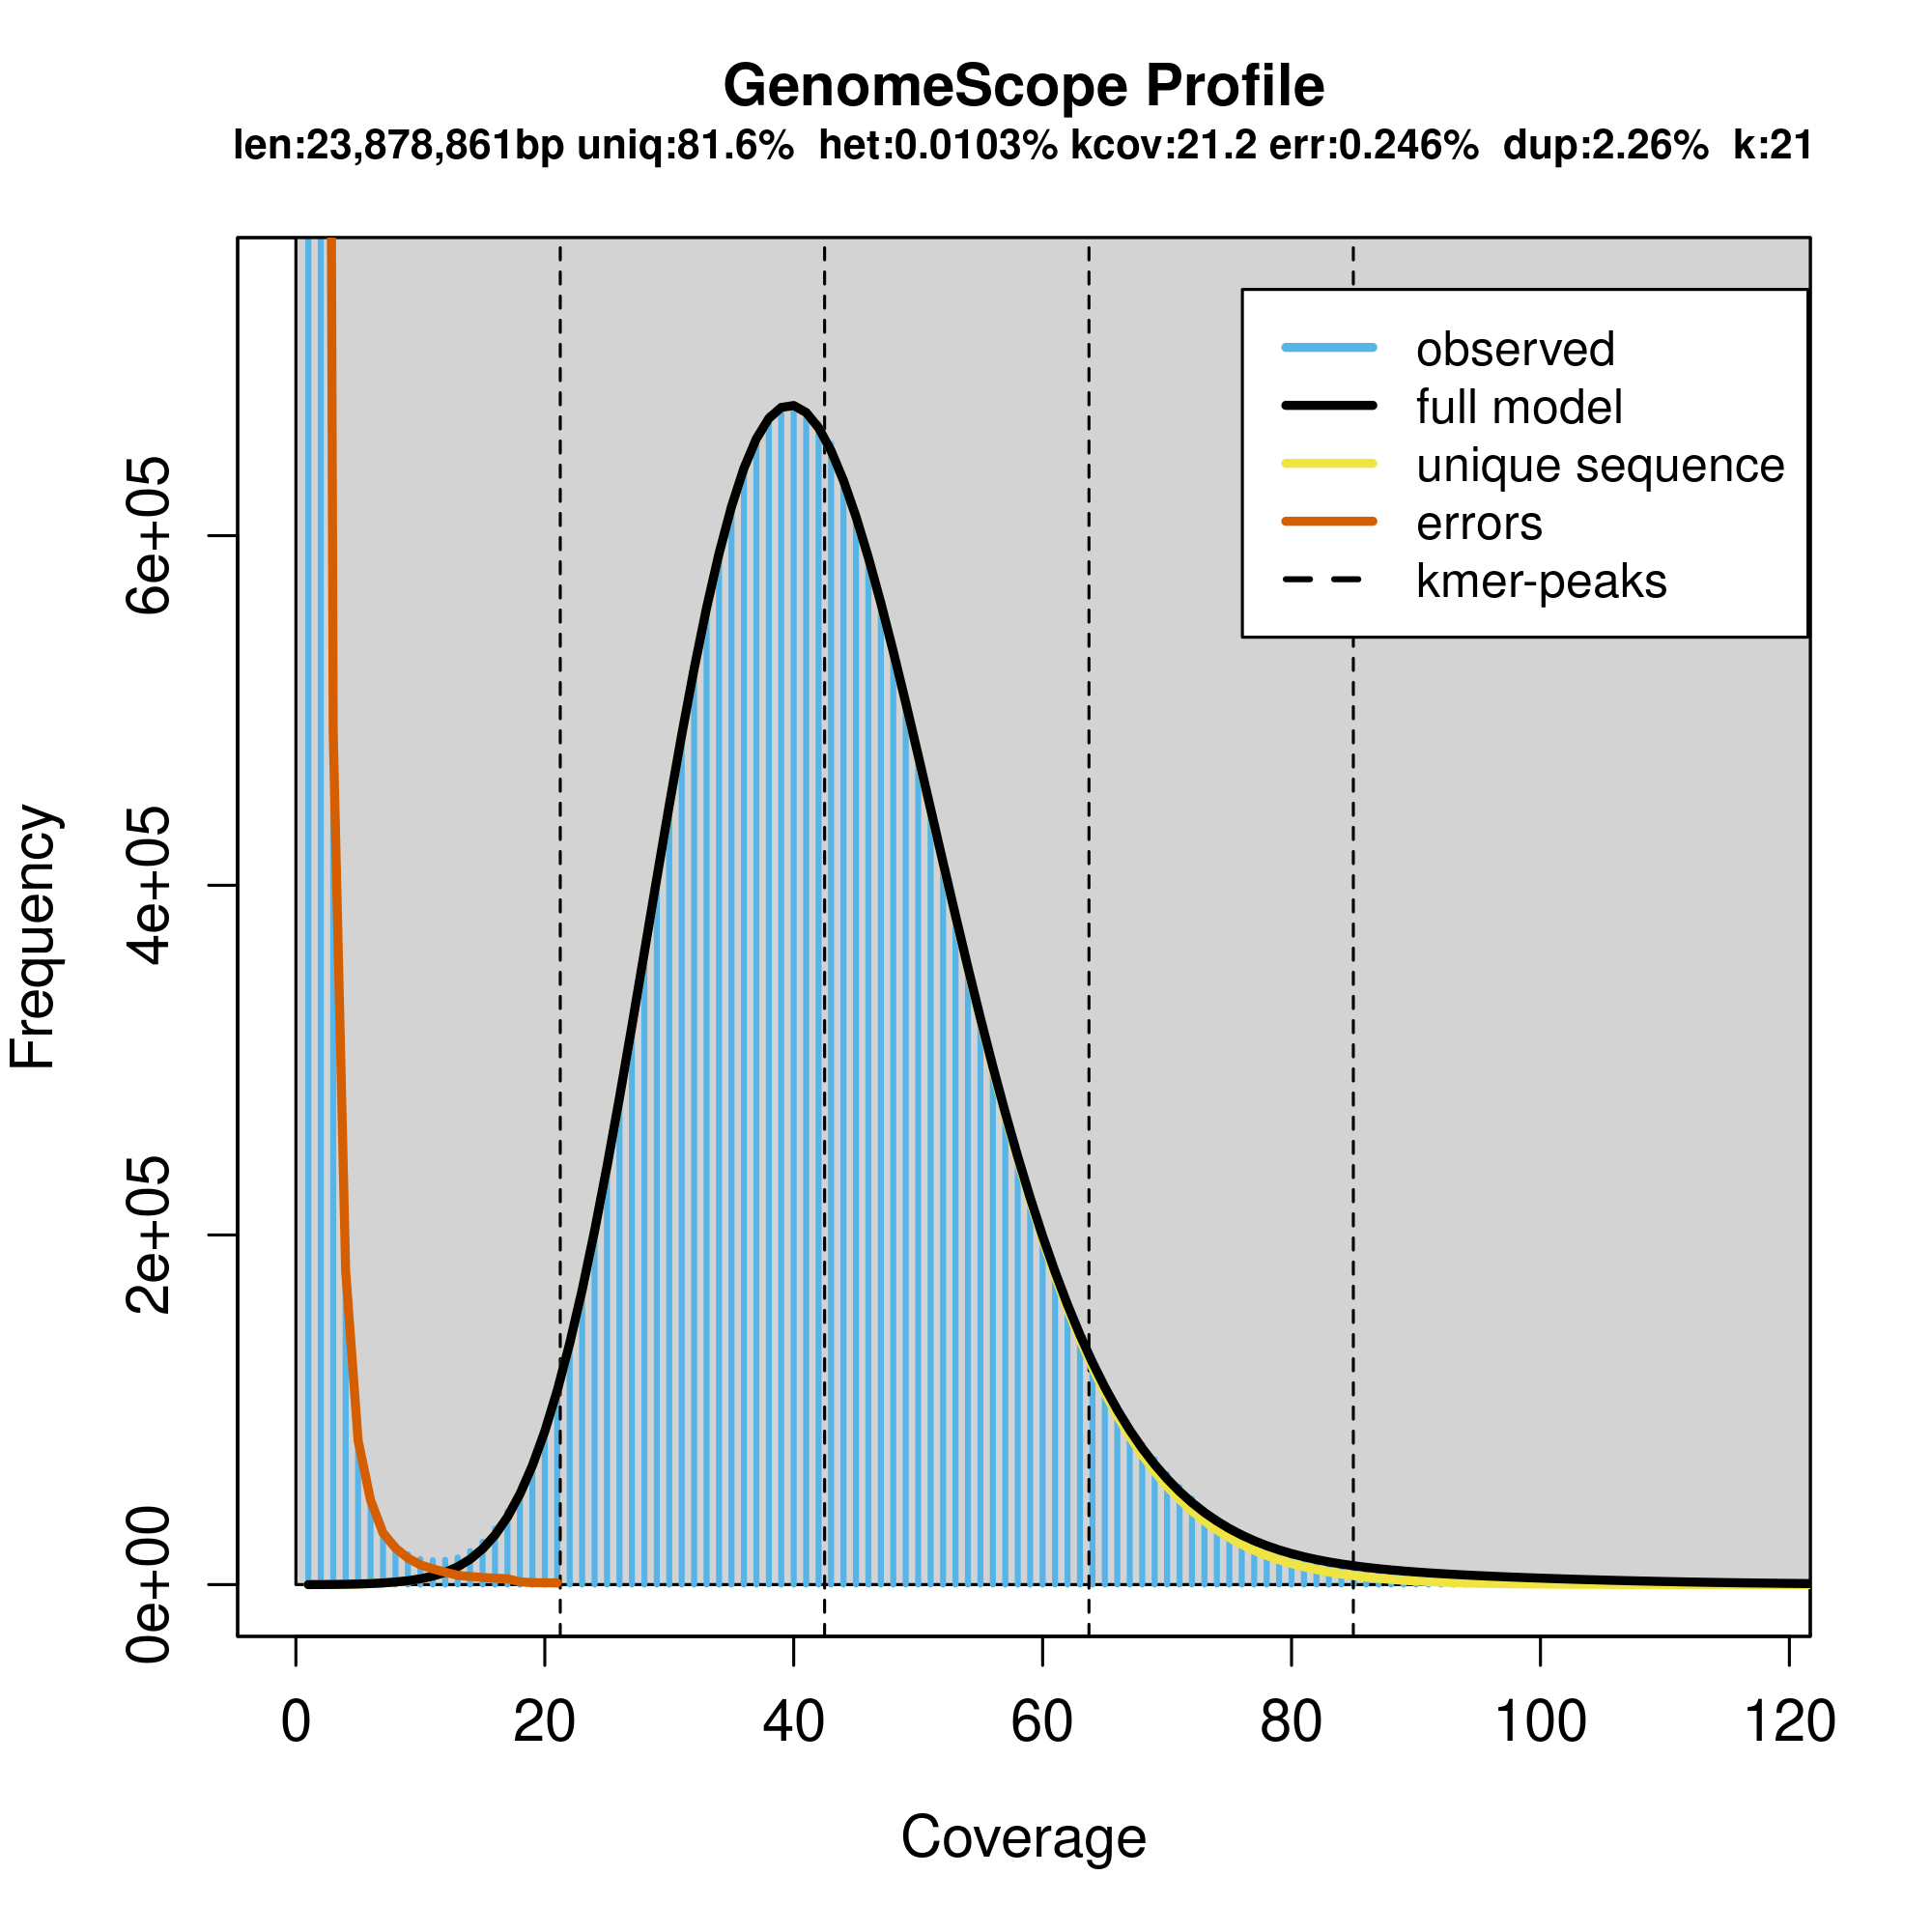 GenomeScope Profile
len:23,878,861bp uniq:81.6% het:0.0103% kcov:21.2 err:0.246% dup:2.26% k:21
observed
full model
unique sequence
errors
kmer-peaks
Frequency
6e+05
4e+05
2e+05
0e+00
0 20 40 60 80 100 120
Coverage